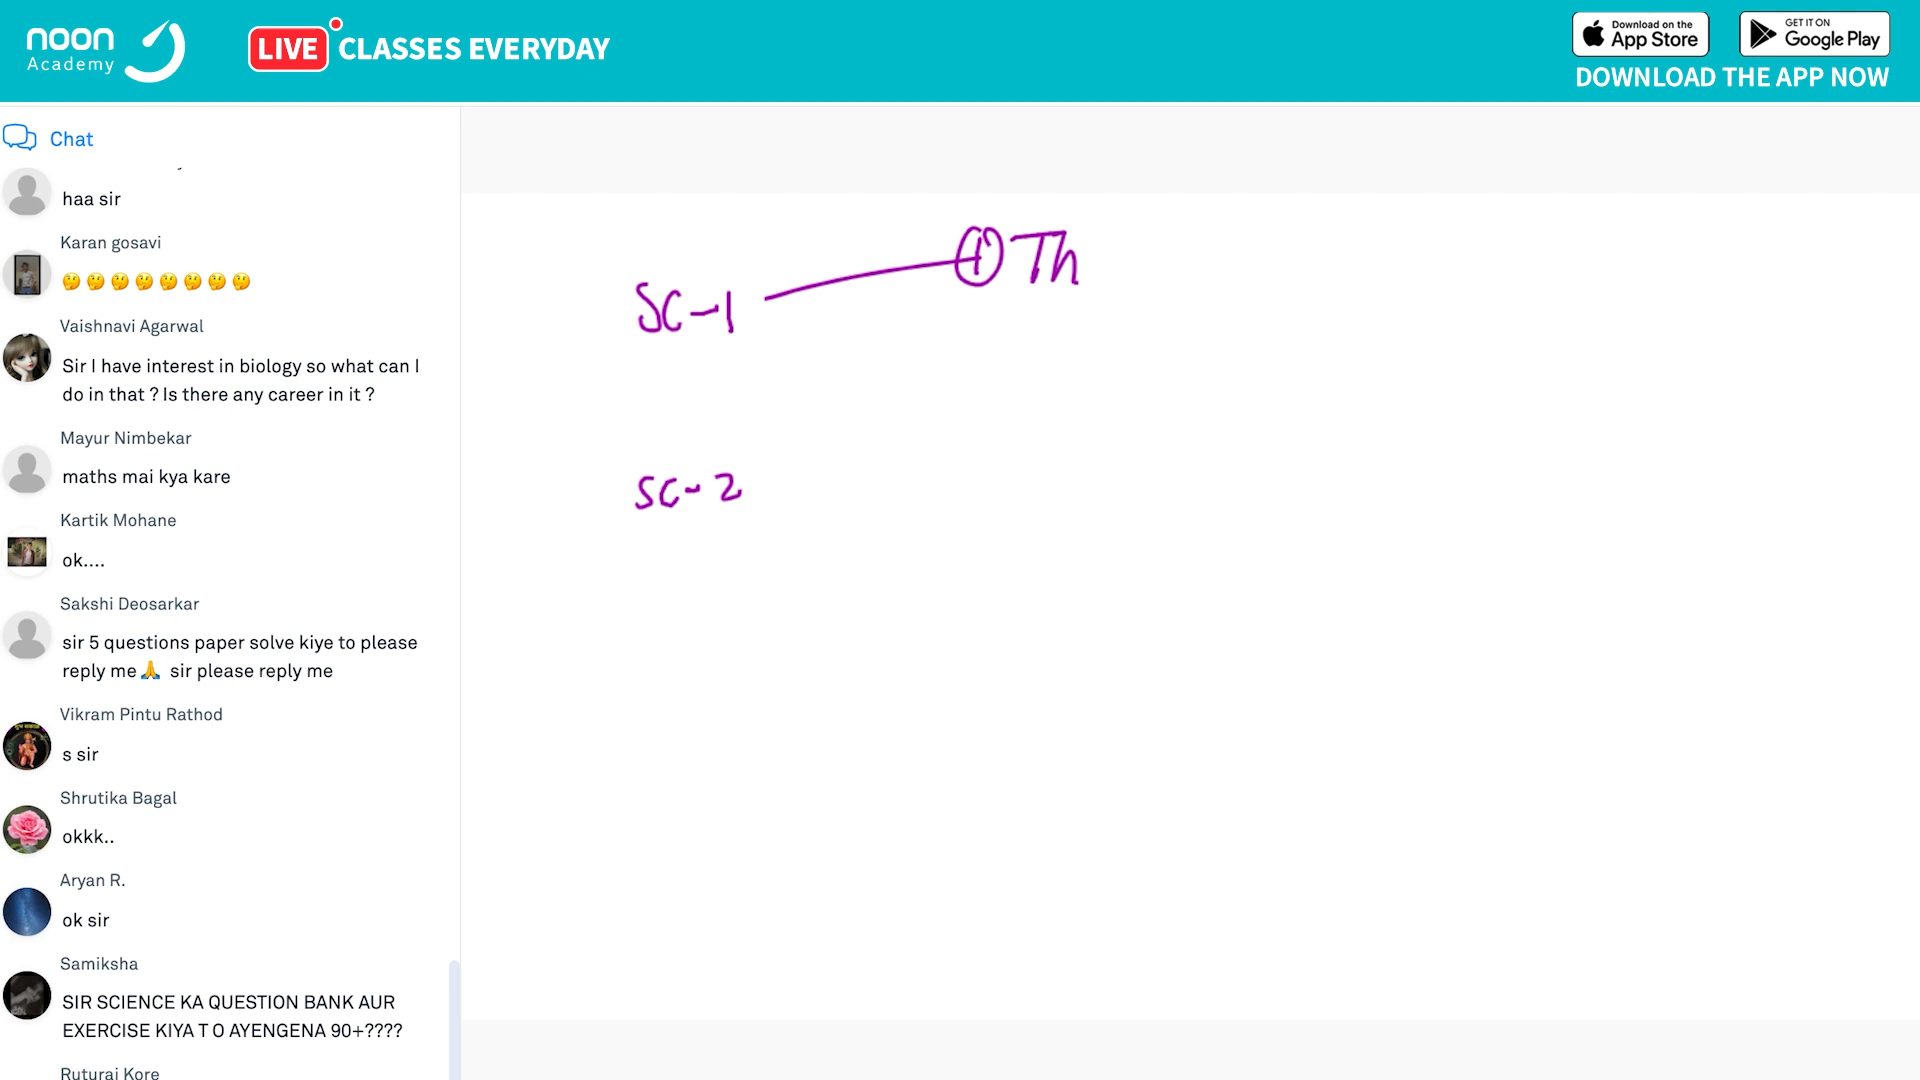 noon
Academy
LIVE CLASSES EVERYDAY
Download on the
App Store
GET IT ON
Google Play
DOWNLOAD THE APP NOW
Chat
haa sir
Karan gosavi
🤔🤔🤔🤔🤔🤔🤔🤔
Vaishnavi Agarwal
Sir I have interest in biology so what can I
do in that ? Is there any career in it ?
Mayur Nimbekar
maths mai kya kare
Kartik Mohane
ok....
Sakshi Deosarkar
sir 5 questions paper solve kiye to please
reply me🙏 sir please reply me
Vikram Pintu Rathod
s sir
Shrutika Bagal
okkk..
Aryan R.
ok sir
Samiksha
SIR SCIENCE KA QUESTION BANK AUR
EXERCISE KIYA T O AYENGENA 90+????
Ruturaj Kore
① Th
SC-1
SC-2